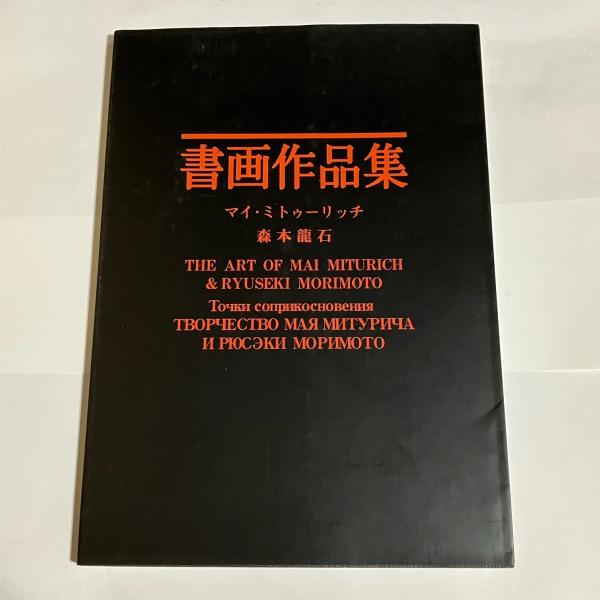 書画作品集
マイ・ミトゥーリッチ
森本龍石
THE ART OF MAI MITURICH
& RYUSEKI MORIMOTO
Точки соприкосновения
ТВОРЧЕСТВО МАЯ МИТУРИЧА
И РЮСЭКИ МОРИМОТО